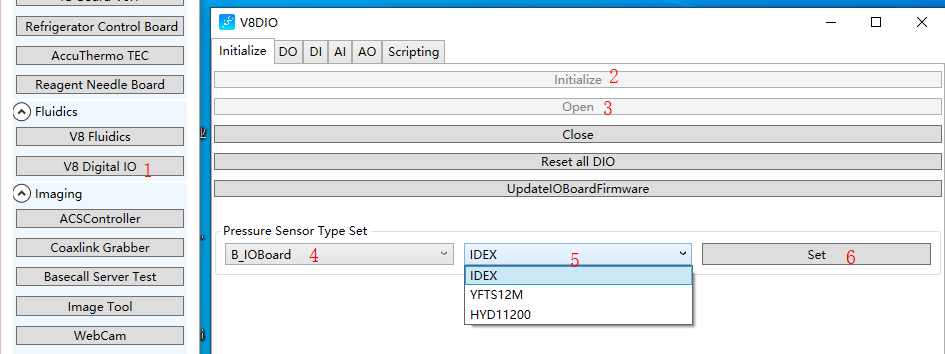 Refrigerator Control Board
AccuThermo TEC
Reagent Needle Board
Fluidics
V8 Fluidics
V8 Digital IO 1
Imaging
ACSController
Coaxlink Grabber
Basecall Server Test
Image Tool
WebCam
V8DIO
Initialize DO DI AI AO Scripting
Initialize 2
Open 3
Close
Reset all DIO
UpdateIOBoardFirmware
Pressure Sensor Type Set
B_IOBoard 4 IDEX 5 Set 6
IDEX
YFTS12M
HYD11200